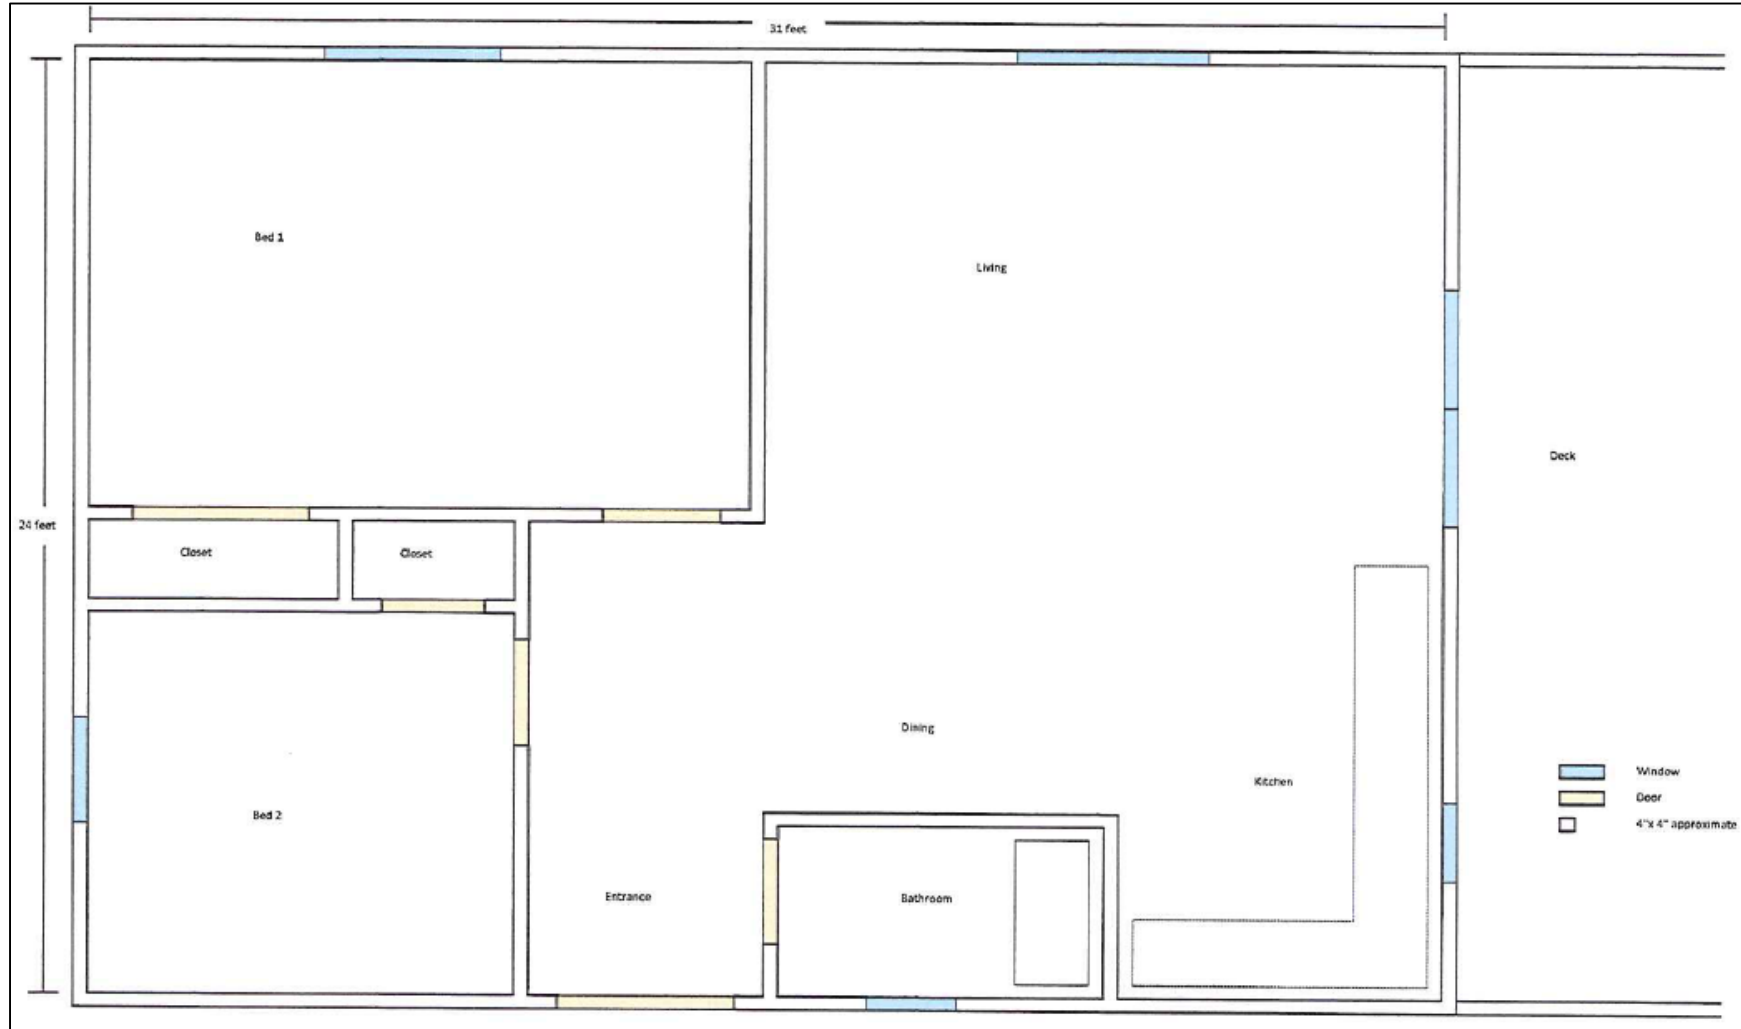 31 feet
Bed 1
Living
Deck
24 feet
Closet
Closet
Dining
Window
Kitchen
Door
Bed 2
4"x 4" approximate
Entrance
Bathroom